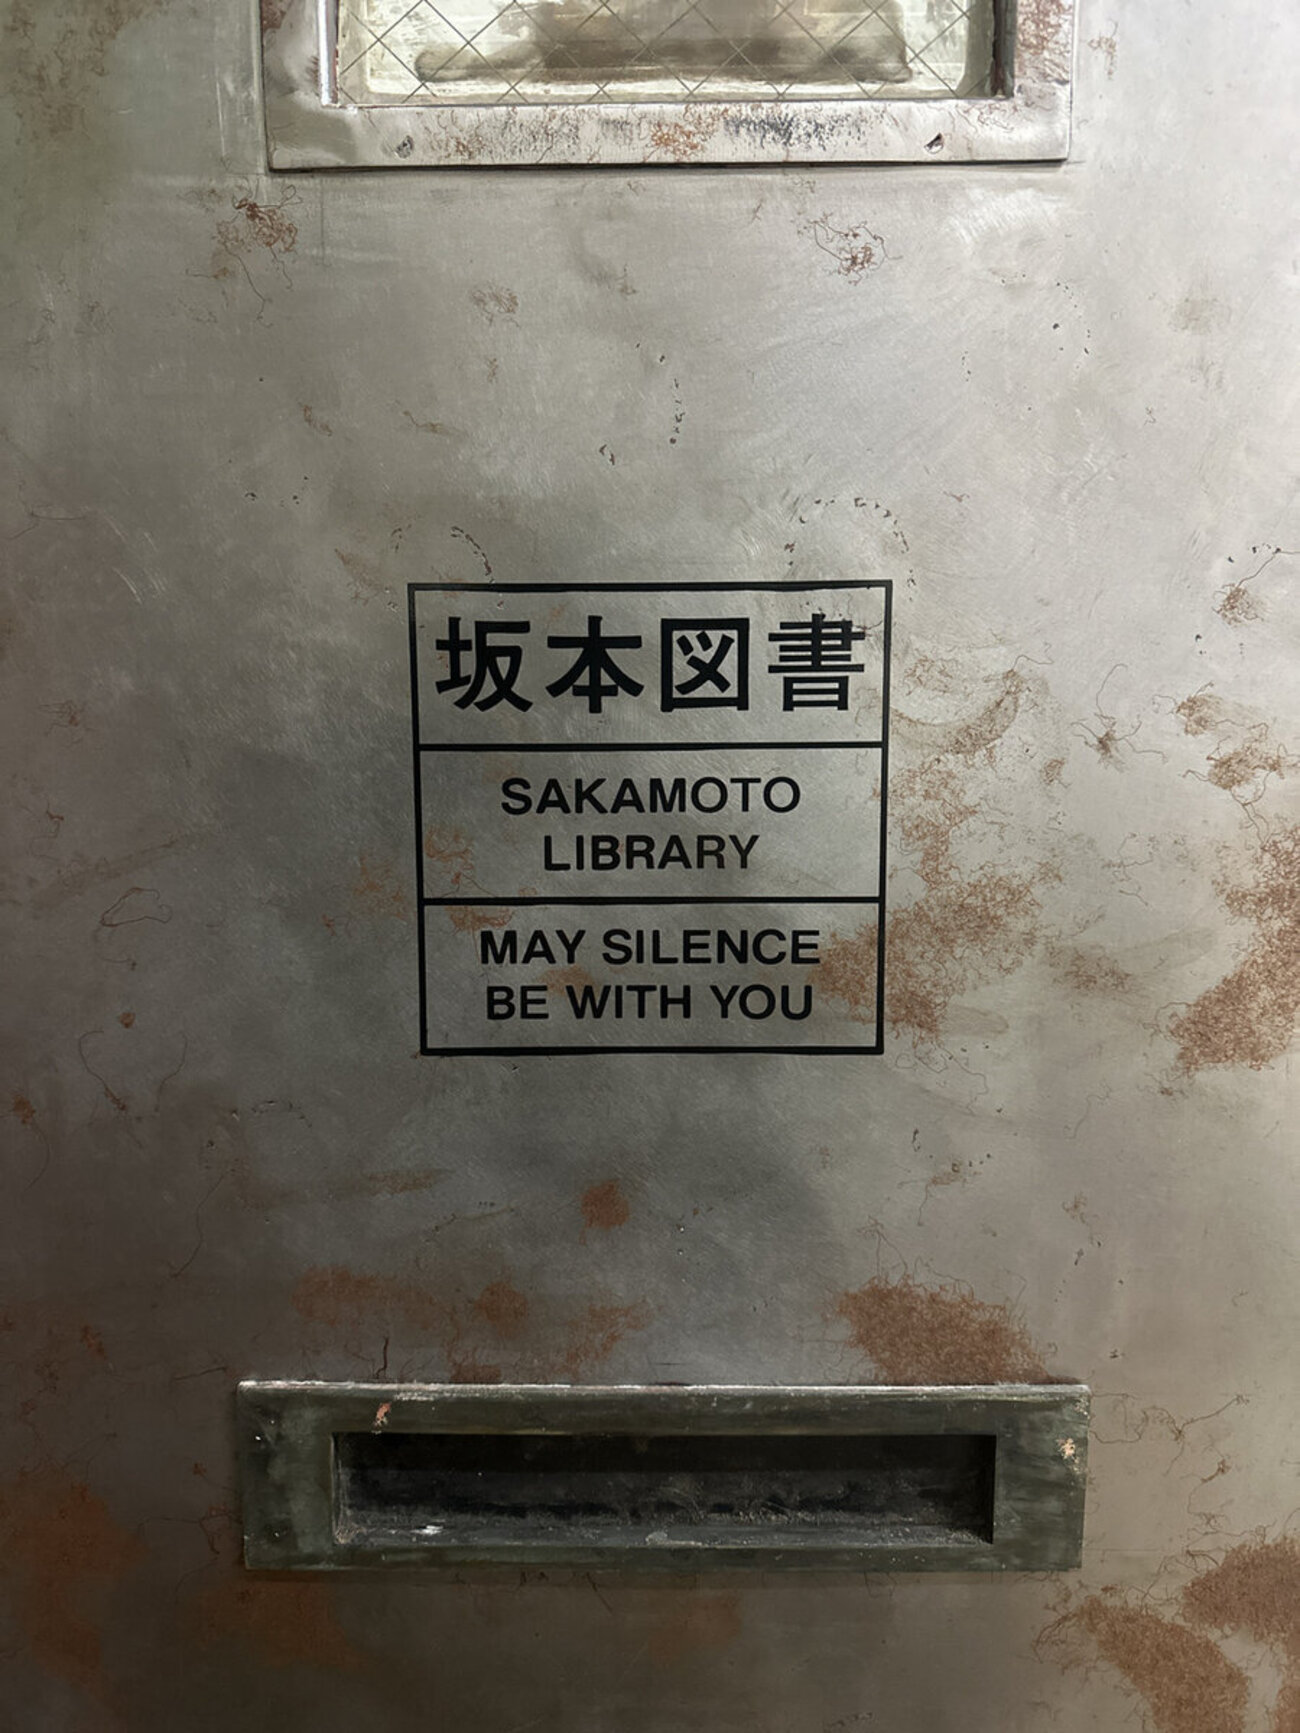 坂本図書
SAKAMOTO
LIBRARY
MAY SILENCE
BE WITH YOU